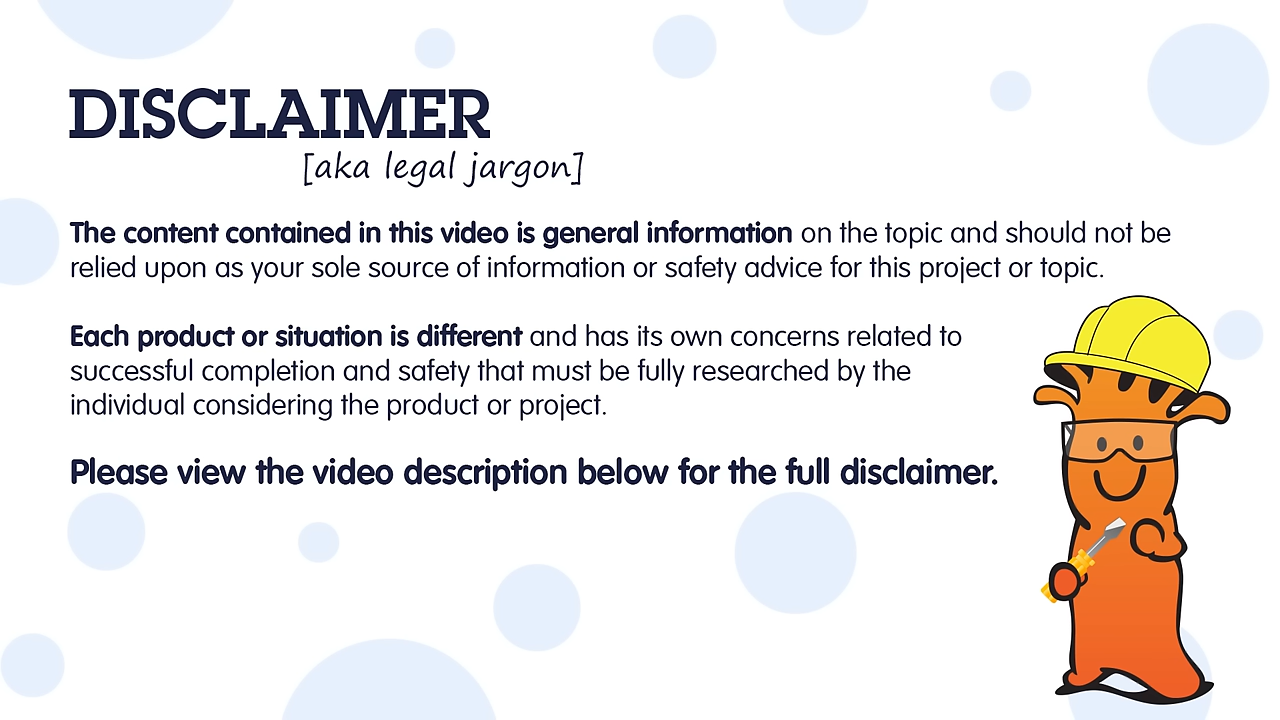 DISCLAIMER
[aka legal jargon]
The content contained in this video is general information on the topic and should not be
relied upon as your sole source of information or safety advice for this project or topic.
Each product or situation is different and has its own concerns related to
successful completion and safety that must be fully researched by the
individual considering the product or project.
Please view the video description below for the full disclaimer.